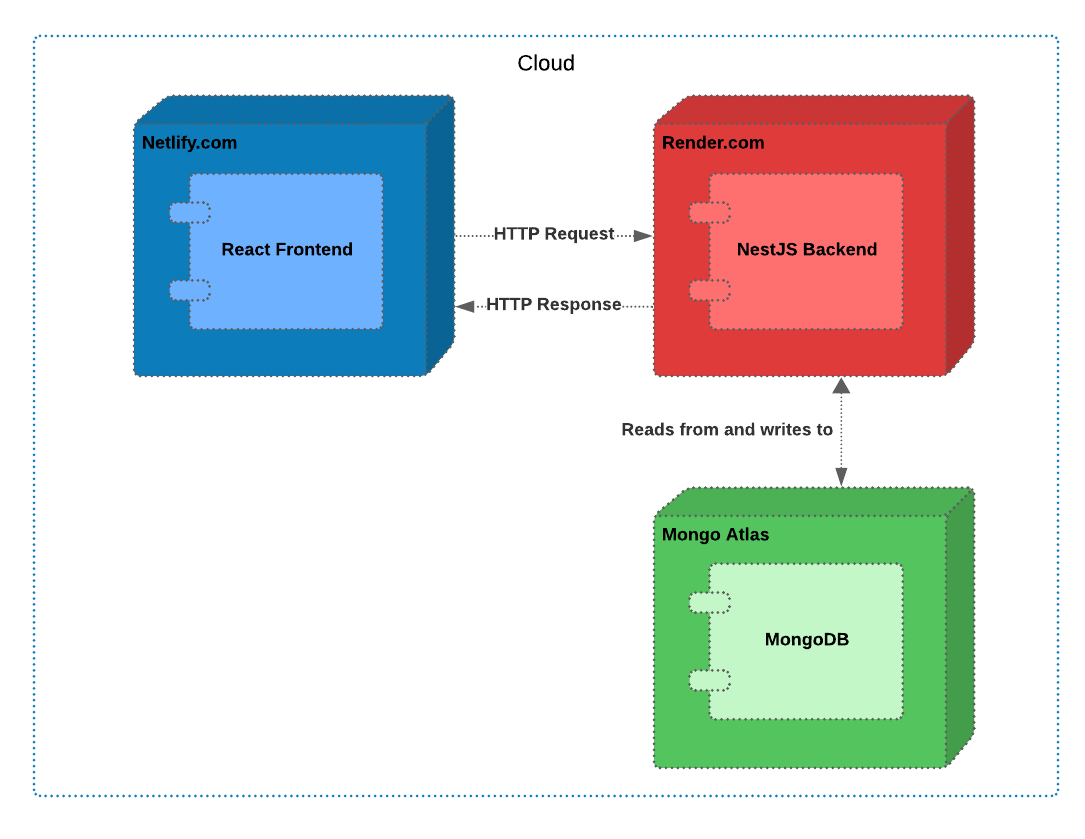 Cloud
Netlify.com
React Frontend
HTTP Request
HTTP Response
Render.com
NestJS Backend
Reads from and writes to
Mongo Atlas
MongoDB